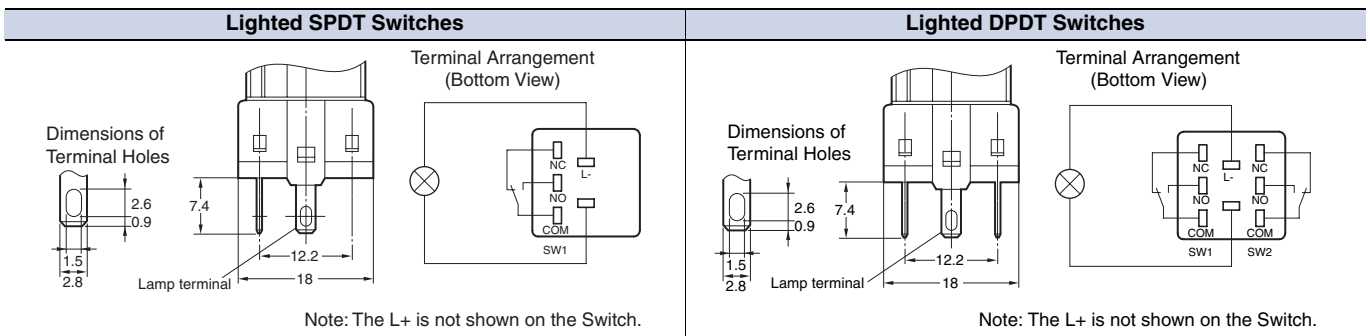 Lighted SPDT Switches
Terminal Arrangement
(Bottom View)
Dimensions of
Terminal Holes
2.6
0.9
1.5
2.8
7.4
12.2
18
Lamp terminal
NC
L-
NO
COM
SW1
Note: The L+ is not shown on the Switch.
Lighted DPDT Switches
Terminal Arrangement
(Bottom View)
Dimensions of
Terminal Holes
2.6
0.9
1.5
2.8
7.4
12.2
18
Lamp terminal
NC
L-
NC
NO
NO
COM
COM
SW1
SW2
Note: The L+ is not shown on the Switch.